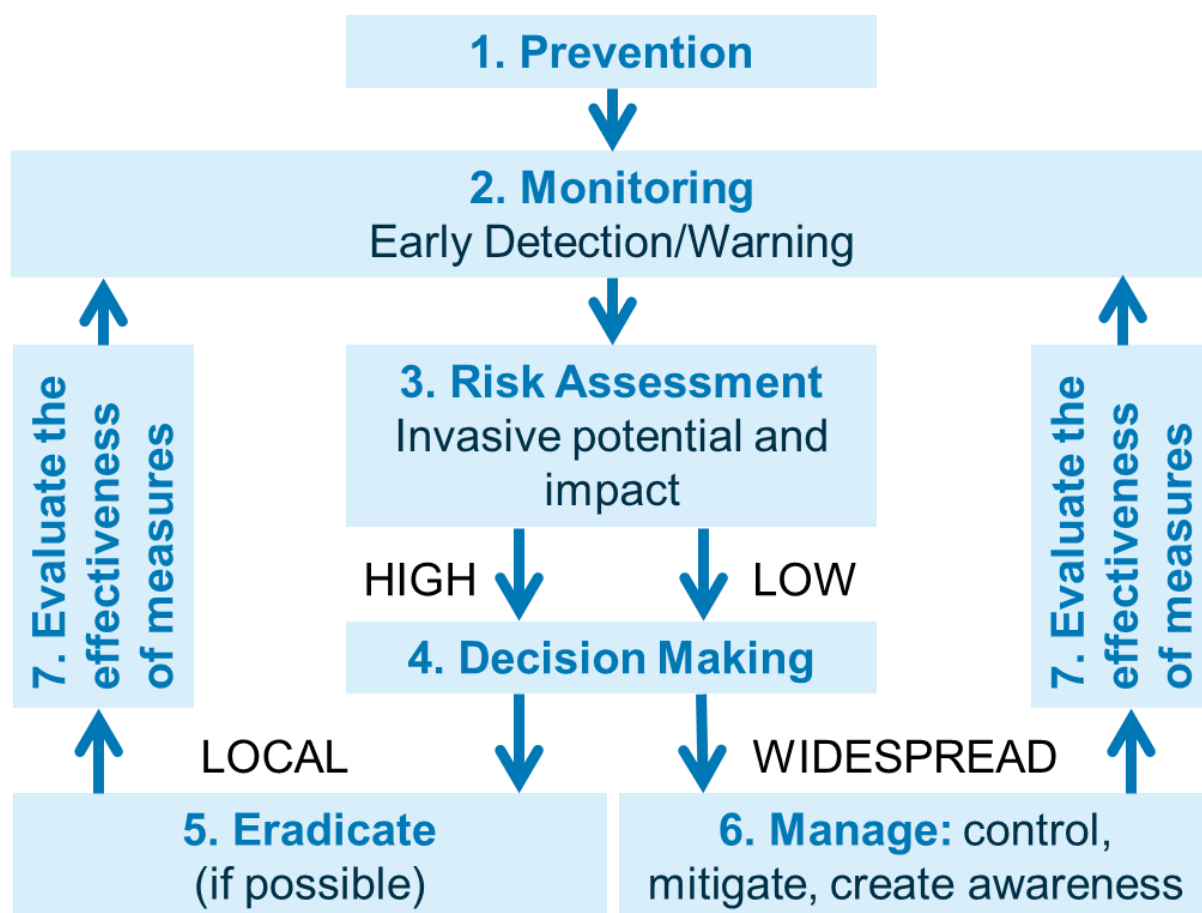 1. Prevention
2. Monitoring
Early Detection/Warning
7. Evaluate the
effectiveness
of measures
3. Risk Assessment
Invasive potential and
impact
7. Evaluate the
effectiveness
of measures
HIGH
LOW
4. Decision Making
LOCAL
WIDESPREAD
5. Eradicate
(if possible)
6. Manage: control,
mitigate, create awareness